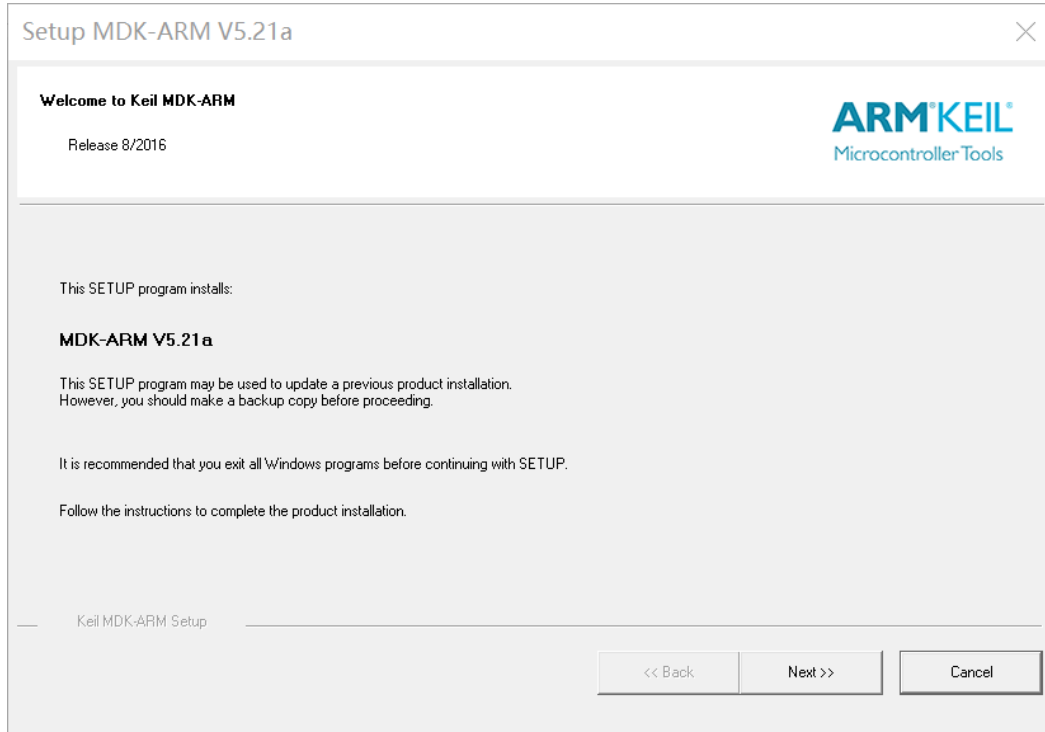 Setup MDK-ARM V5.21a
Welcome to Keil MDK-ARM
Release 8/2016
ARM®KEIL®
Microcontroller Tools
This SETUP program installs:
MDK-ARM V5.21a
This SETUP program may be used to update a previous product installation.
However, you should make a backup copy before proceeding.
It is recommended that you exit all Windows programs before continuing with SETUP.
Follow the instructions to complete the product installation.
Keil MDK-ARM Setup
<< Back
Next >>
Cancel